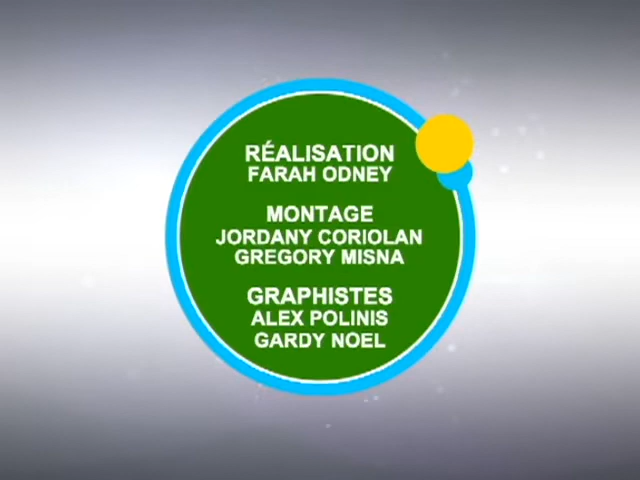 RÉALISATION
FARAH ODNEY
MONTAGE
JORDANY CORIOLAN
GREGORY MISNA
GRAPHISTES
ALEX POLINIS
GARDY NOEL